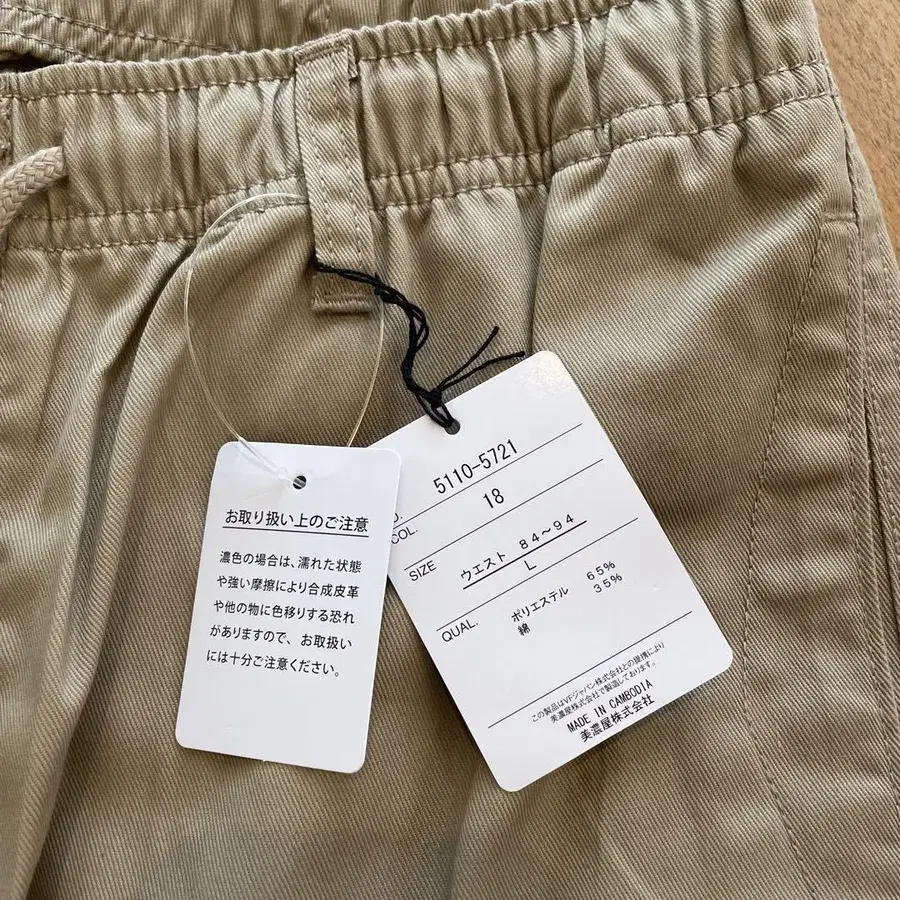 お取り扱い上のご注意
濃色の場合は、濡れた状態
や強い摩擦により合成皮革
や他の物に色移りする恐れ
がありますので、お取扱い
には十分ご注意ください。
5110-5721
COL. 18
SIZE ウエスト 84~94
L
QUAL. ポリエステル 65%
綿 35%
この製品はVFジャパン株式会社との提携により
美濃屋株式会社で製造しております。
MADE IN CAMBODIA
美濃屋株式会社